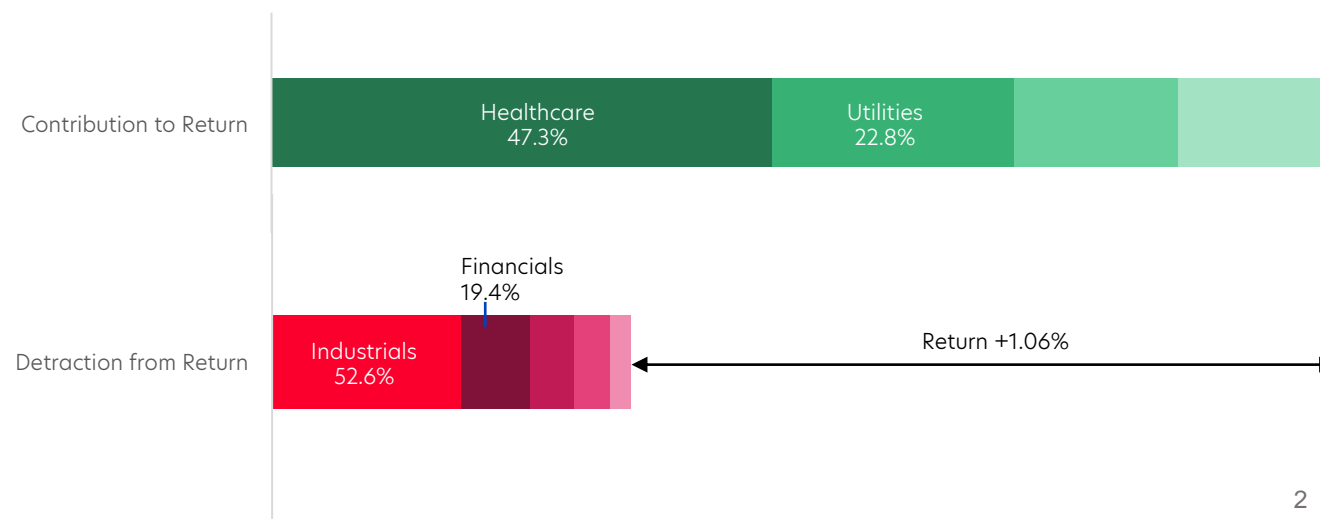 Contribution to Return
Healthcare
47.3%
Utilities
22.8%
Financials
19.4%
Detraction from Return
Industrials
52.6%
Return +1.06%
2